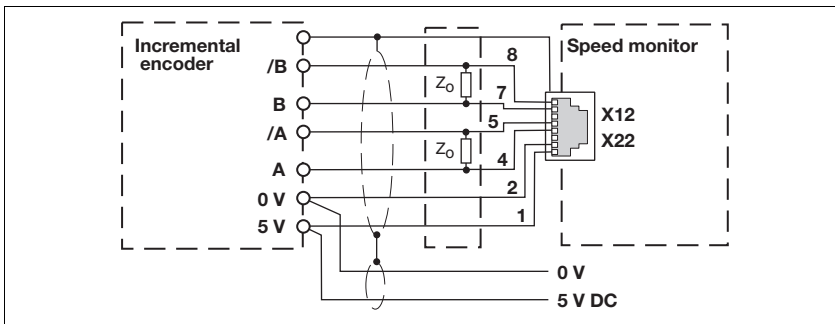 Incremental
encoder
Speed monitor
/B
8
Z₀
B
7
X12
/A
5
X22
Z₀
A
4
0 V
2
5 V
1
0 V
5 V DC